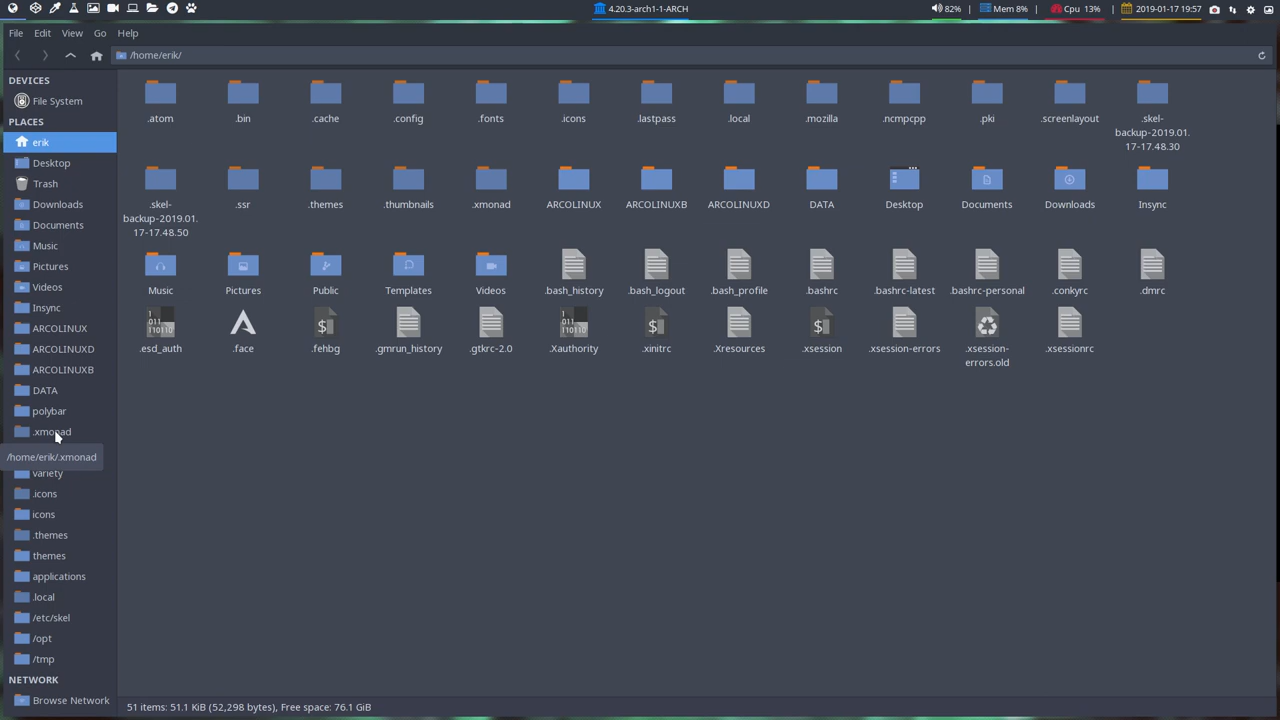 4.20.3-arch1-1-ARCH
82% | Mem 8% | Cpu 13% | 2019-01-17 19:57
File Edit View Go Help
/home/erik/
DEVICES
File System
PLACES
erik
Desktop
Trash
Downloads
Documents
Music
Pictures
Videos
Insync
ARCOLINUX
ARCOLINUXD
ARCOLINUXB
DATA
polybar
.xmonad
/home/erik/.xmonad
variety
.icons
icons
.themes
themes
applications
.local
/etc/skel
/opt
/tmp
NETWORK
Browse Network
.atom .bin .cache .config .fonts .icons .lastpass .local .mozilla .ncmpcpp .pki .screenlayout .skel-
backup-2019.01.
17-17.48.30
.skel-
backup-2019.01.
17-17.48.50
.ssr .themes .thumbnails .xmonad ARCOLINUX ARCOLINUXB ARCOLINUXD DATA Desktop Documents Downloads Insync
Music Pictures Public Templates Videos .bash_history .bash_logout .bash_profile .bashrc .bashrc-latest .bashrc-personal .conkyrc .dmrc
.esd_auth .face .fehbg .gmrun_history .gtkrc-2.0 .Xauthority .xinitrc .Xresources .xsession .xsession-errors .xsession-
errors.old
.xsessionrc
51 items: 51.1 KiB (52,298 bytes), Free space: 76.1 GiB